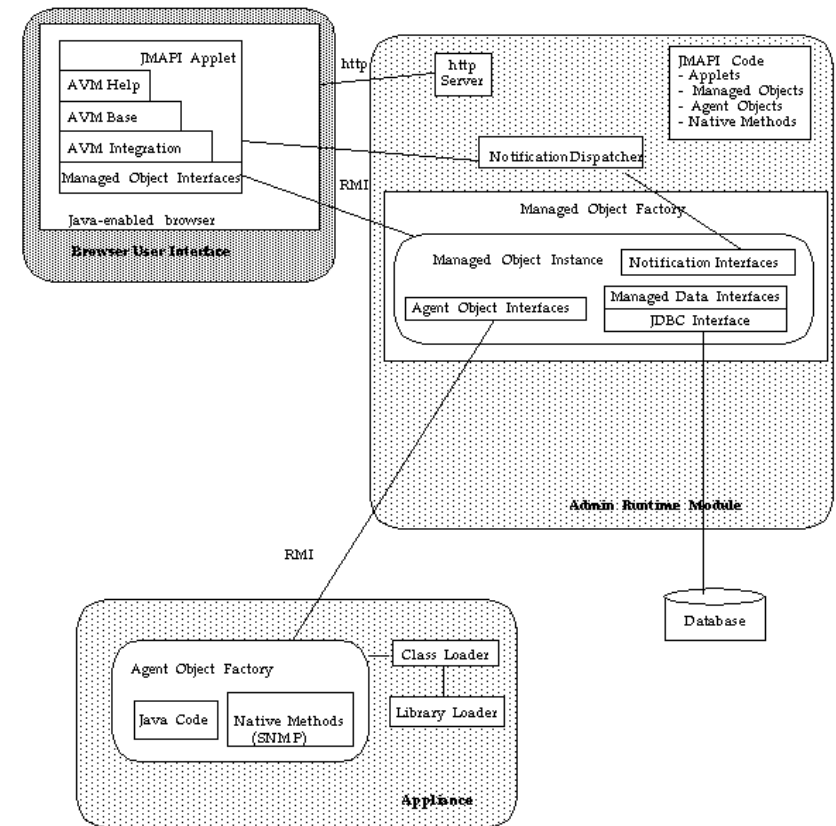 JMAPI Applet
AVM Help
AVM Base
AVM Integration
Managed Object Interfaces
Java-enabled browser
Browser User Interface
http
RMI
http
Server
JMAPI Code
- Applets
- Managed Objects
- Agent Objects
- Native Methods
Notification Dispatcher
Managed Object Factory
Managed Object Instance
Notification Interfaces
Managed Data Interfaces
JDBC Interface
Agent Object Interfaces
Admin Runtime Module
RMI
Database
Agent Object Factory
Java Code
Native Methods
(SNMP)
Class Loader
Library Loader
Appliance